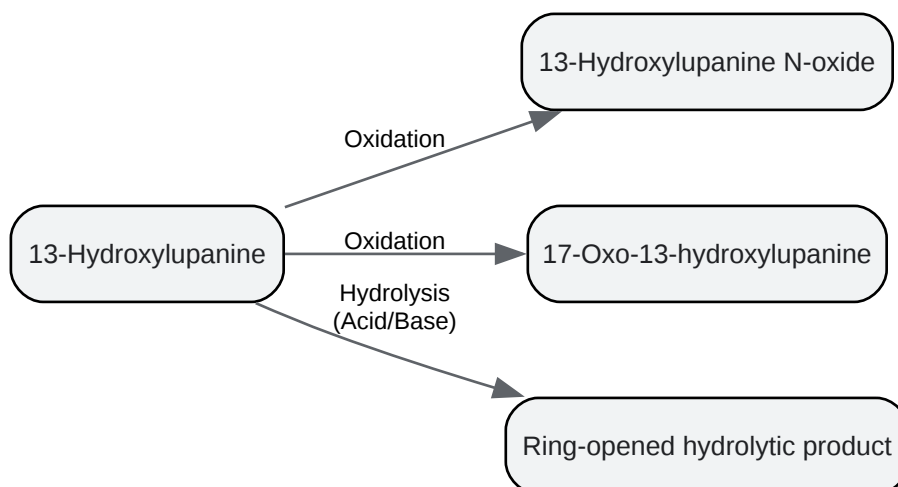 13-Hydroxylupanine N-oxide
Oxidation
13-Hydroxylupanine
Oxidation
17-Oxo-13-hydroxylupanine
Hydrolysis
(Acid/Base)
Ring-opened hydrolytic product